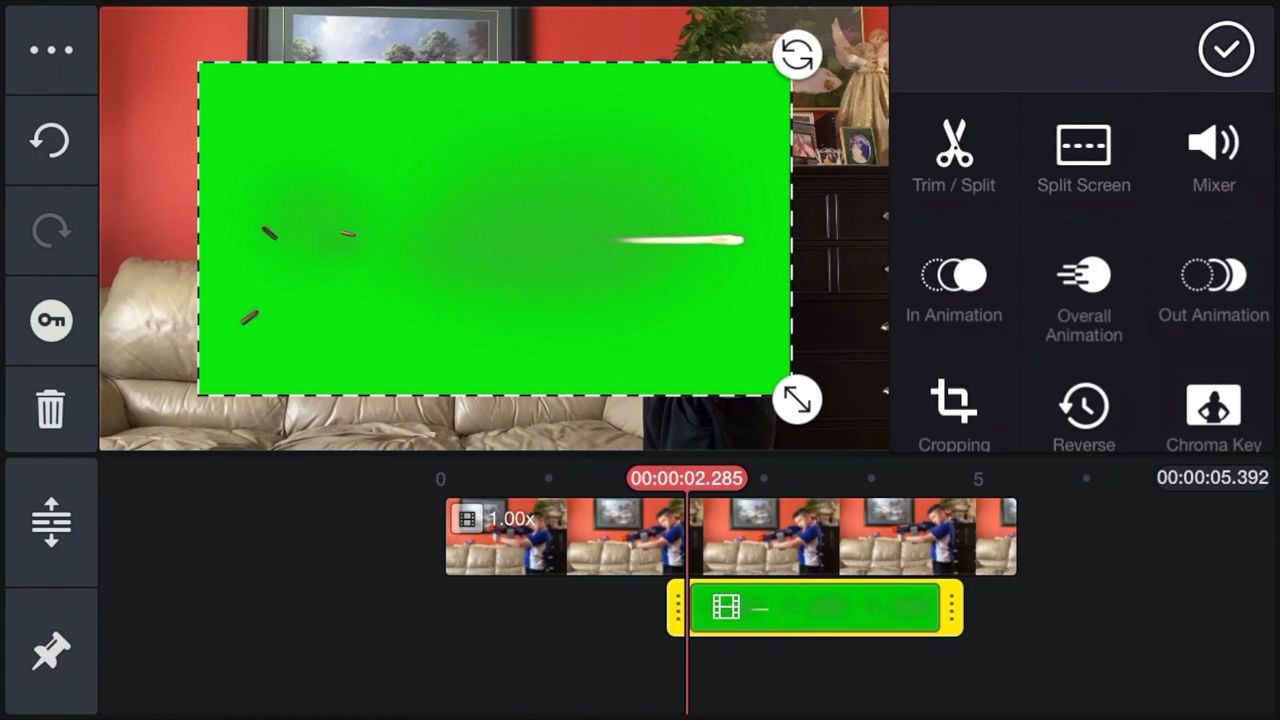 Trim / Split
Split Screen
Mixer
In Animation
Overall
Animation
Out Animation
Cropping
Reverse
Chroma Key
0
00:00:02.285
5
00:00:05.392
1.00x